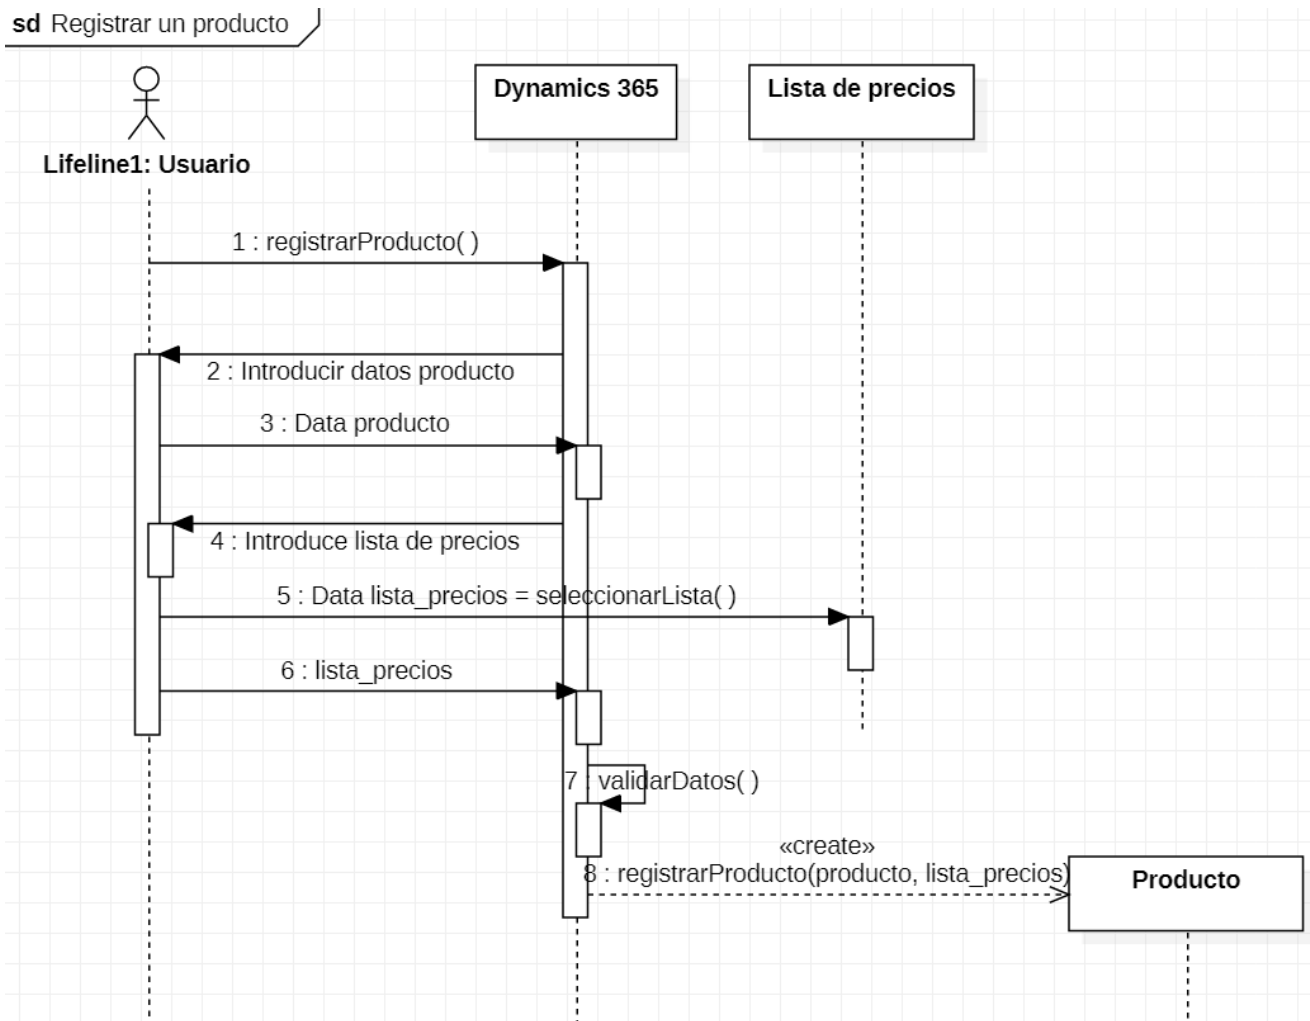 sd Registrar un producto
Dynamics 365
Lista de precios
Lifeline1: Usuario
1 : registrarProducto( )
2 : Introducir datos producto
3 : Data producto
4 : Introduce lista de precios
5 : Data lista_precios = seleccionarLista( )
6 : lista_precios
7 : validarDatos( )
«create»
8 : registrarProducto(producto, lista_precios)
Producto